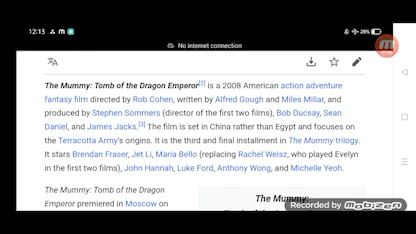 12:13
28%
No internet connection
The Mummy: Tomb of the Dragon Emperor[2] is a 2008 American action adventure
fantasy film directed by Rob Cohen, written by Alfred Gough and Miles Millar, and
produced by Stephen Sommers (director of the first two films), Bob Ducsay, Sean
Daniel, and James Jacks.[3] The film is set in China rather than Egypt and focuses on
the Terracotta Army's origins. It is the third and final installment in The Mummy trilogy.
It stars Brendan Fraser, Jet Li, Maria Bello (replacing Rachel Weisz, who played Evelyn
in the first two films), John Hannah, Luke Ford, Anthony Wong, and Michelle Yeoh.
The Mummy: Tomb of the Dragon
Emperor premiered in Moscow on
The Mummy:
Recorded by MOBIZEN